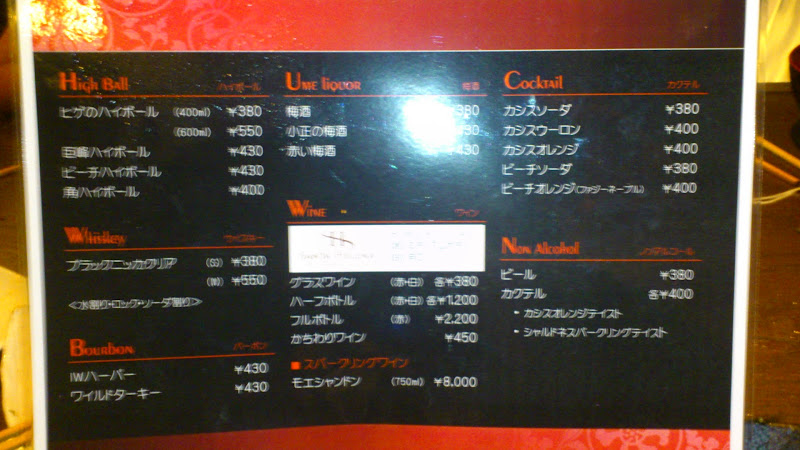 High Ball ハイボール
ヒゲのハイボール (400ml) ¥380
(600ml) ¥550
巨峰ハイボール ¥430
ピーチハイボール ¥430
角ハイボール ¥400
Whiskey ウィスキー
ブラックニッカクリア (S) ¥380
(W) ¥550
<水割り・ロック・ソーダ割り>
Bourbon バーボン
IWハーパー ¥430
ワイルドターキー ¥430
Ume liquor 梅酒
梅酒 380
小正の梅酒 430
赤い梅酒 430
Wine ワイン
グラスワイン (赤・白) 各¥380
ハーフボトル (赤・白) 各¥1,200
フルボトル (赤) ¥2,200
かちわりワイン ¥450
■スパークリングワイン
モエシャンドン (750ml) ¥8,000
Cocktail カクテル
カシスソーダ ¥380
カシスウーロン ¥400
カシスオレンジ ¥400
ピーチソーダ ¥380
ピーチオレンジ(ファジーネーブル) ¥400
Non Alcohol ノンアルコール
ビール ¥380
カクテル 各¥400
・カシスオレンジテイスト
・シャルドネスパークリングテイスト